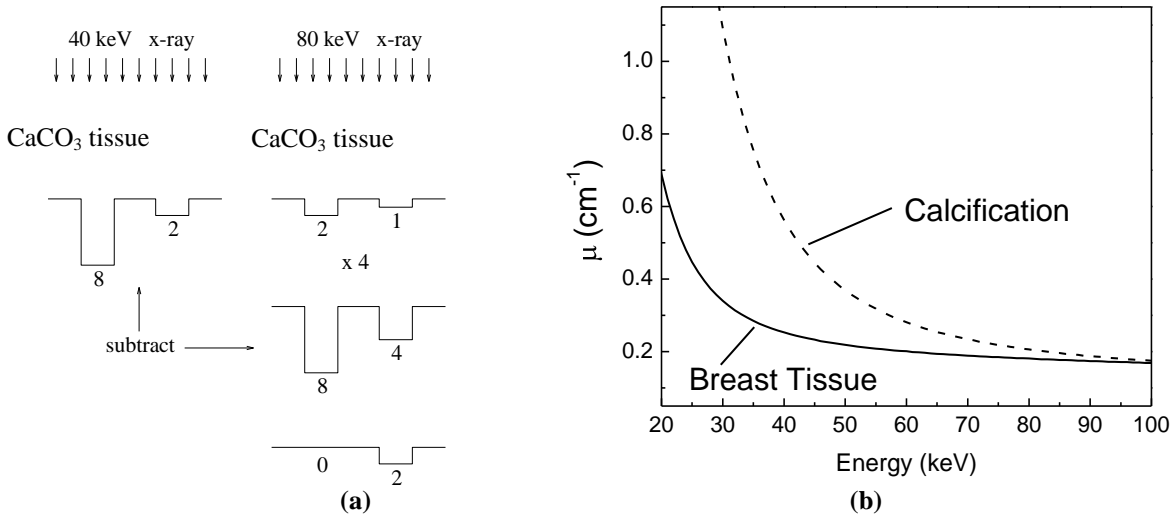 40 keV x-ray
CaCO₃ tissue
8
2
subtract
80 keV x-ray
CaCO₃ tissue
2
1
x 4
8
4
0
2
(a)
μ (cm⁻¹)
1.0
0.8
0.6
0.4
0.2
Calcification
Breast Tissue
20 30 40 50 60 70 80 90 100
Energy (keV)
(b)